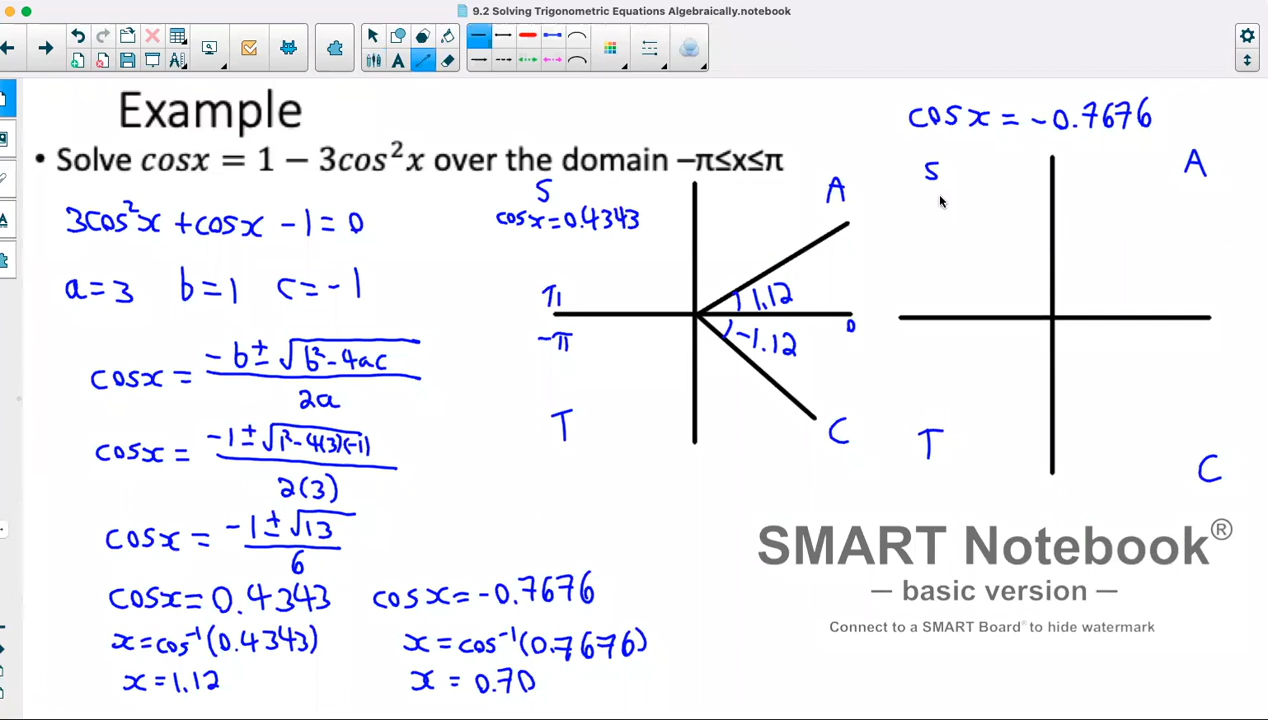 9.2 Solving Trigonometric Equations Algebraically.notebook
Example
• Solve cosx = 1 − 3cos²x over the domain –π≤x≤π
3cos²x + cosx - 1 = 0
a = 3 b = 1 c = -1
cosx = (-b ± √(b² - 4ac)) / 2a
cosx = (-1 ± √(1² - 4(3)(-1))) / 2(3)
cosx = (-1 ± √13) / 6
cosx = 0.4343
x = cos⁻¹(0.4343)
x = 1.12
cosx = -0.7676
x = cos⁻¹(0.7676)
x = 0.70
S
cosx = 0.4343
A
π
-π
1.12
-1.12
0
T
C
cosx = -0.7676
S
A
T
C
SMART Notebook®
— basic version —
Connect to a SMART Board® to hide watermark